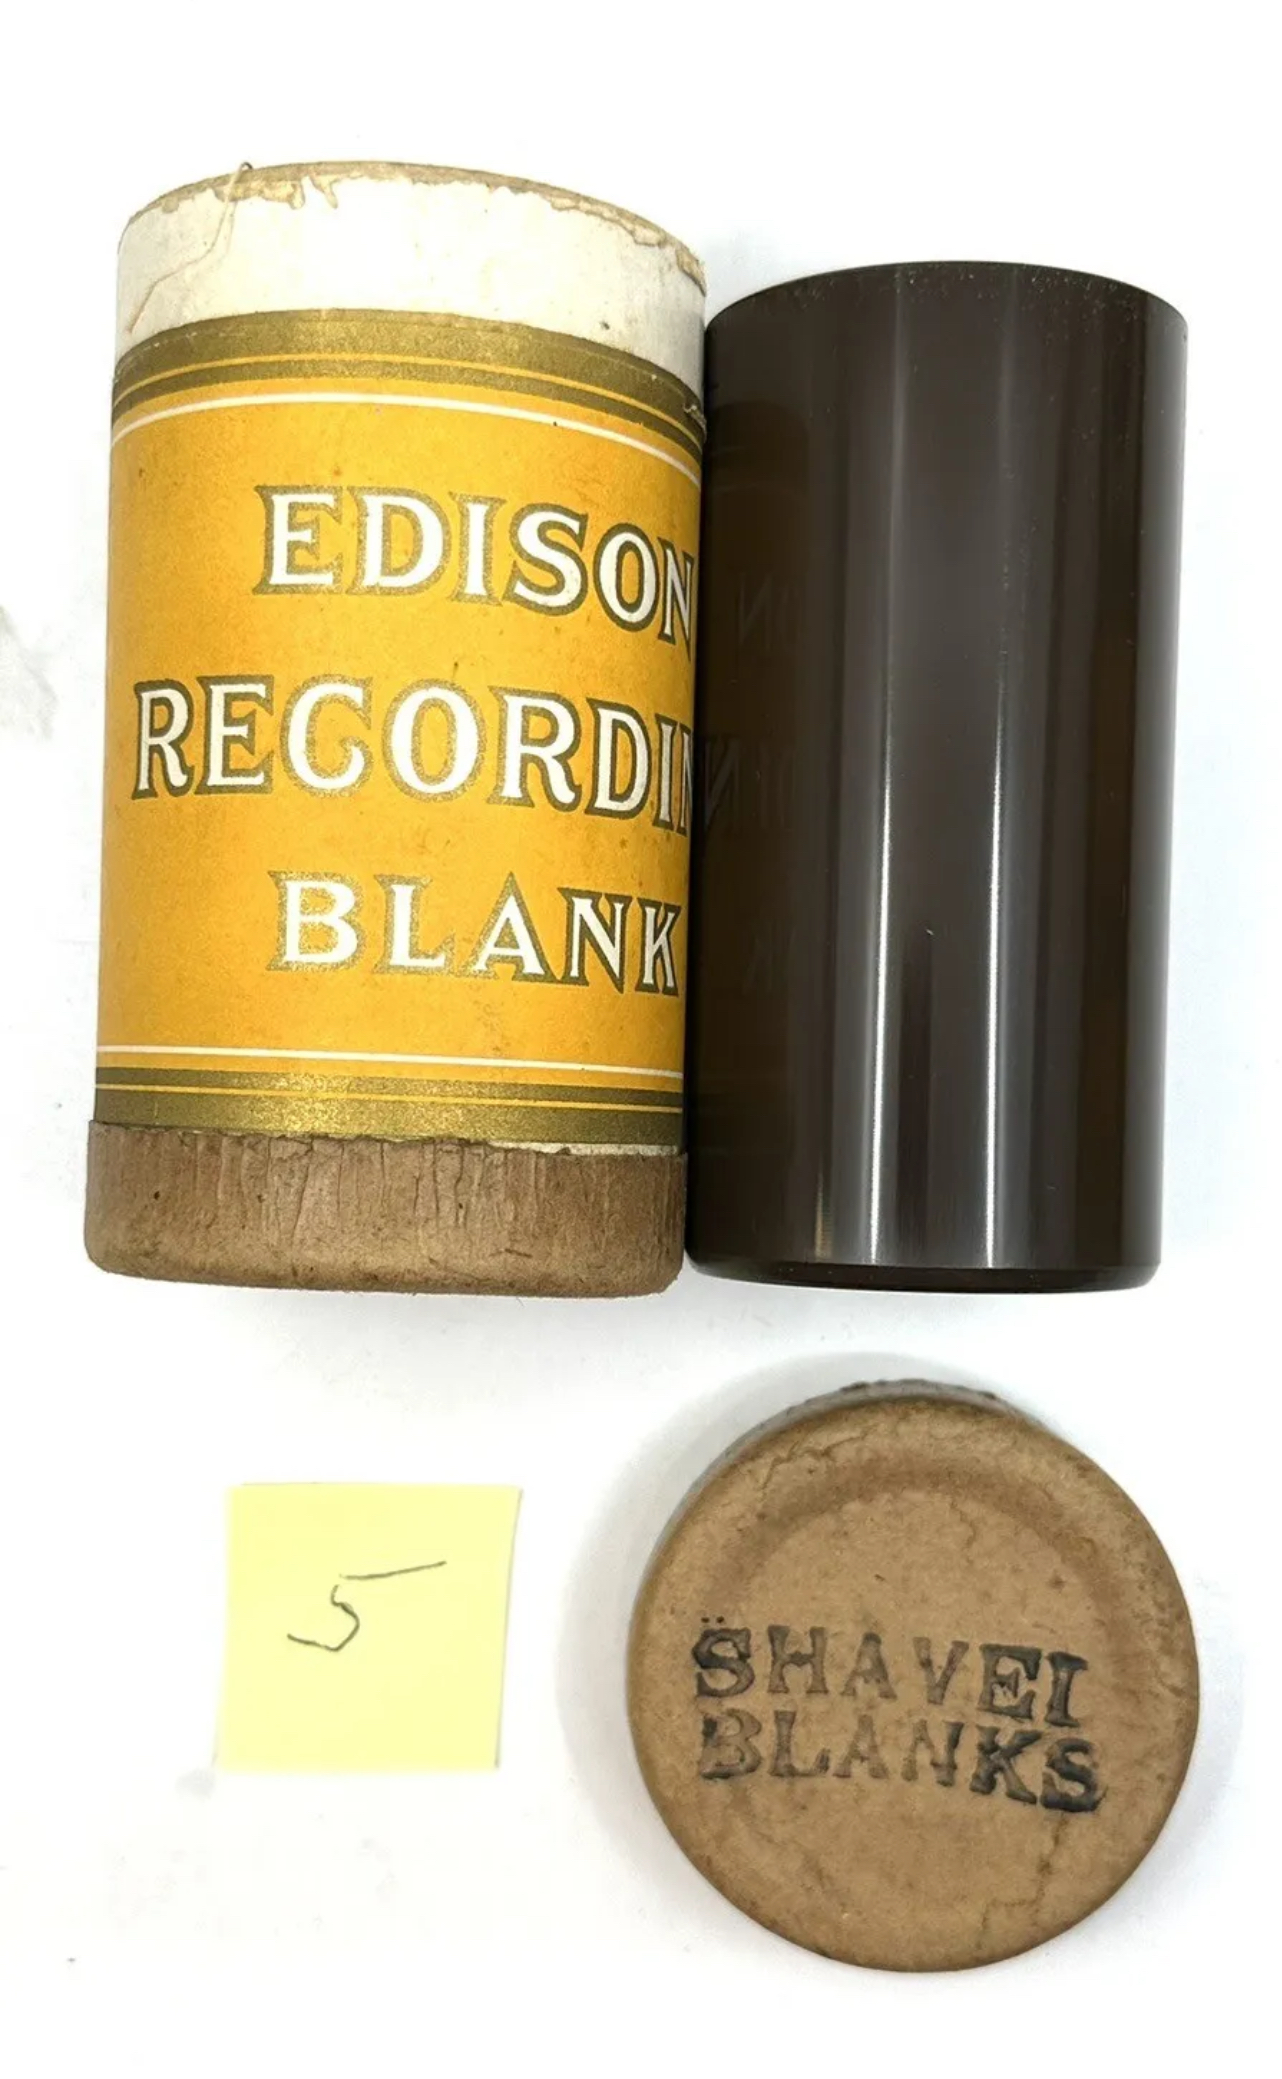 EDISON
RECORDIN
BLANK
5
SHAVEI
BLANKS